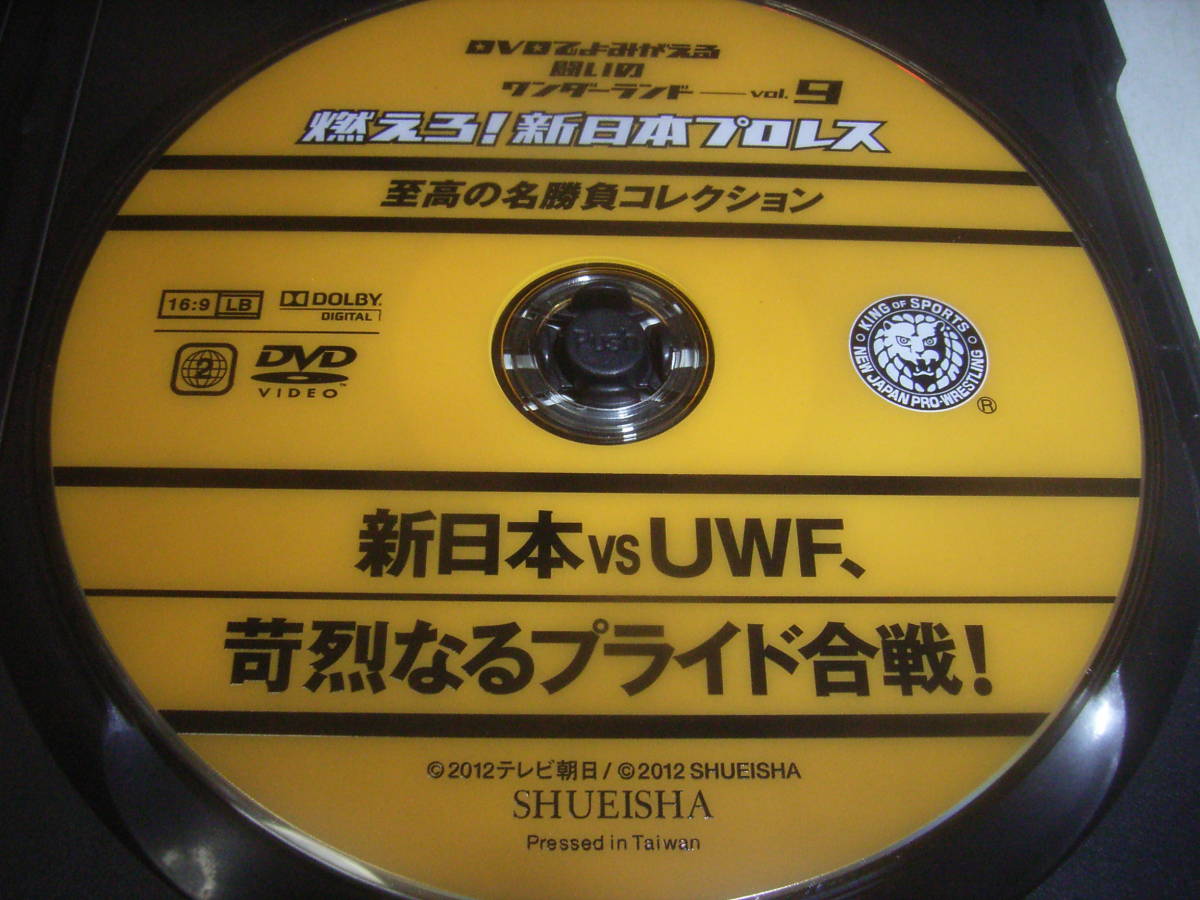 DVDでよみがえる
闘いの
ワンダーランド——vol.9
燃えろ！新日本プロレス
至高の名勝負コレクション
16:9 LB
DOLBY
DIGITAL
2
DVD
VIDEO™
Push
KING OF SPORTS
NEW JAPAN PRO-WRESTLING
®
新日本 vs UWF、
苛烈なるプライド合戦！
©2012テレビ朝日/©2012 SHUEISHA
SHUEISHA
Pressed in Taiwan